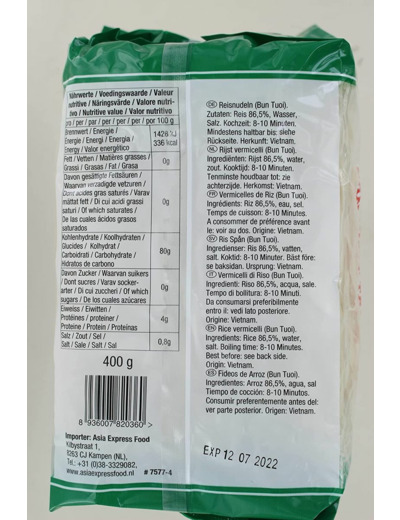 Nährwerte / Voedingswaarde / Valeur
nutritive / Näringsvärde / Valore nutri-
tivo / Nutritive value / Valor nutritivo
pra / per / par / per / per / per / por 100 g
Brennwert / Energie /
Énergie / Energi / Energia /
Energy / Valor energético
1428 kJ
336 kcal
Fett / Vetten / Matières grasses /
Grassi / Grasas / Fat / Grasa
0g
Davon gesättigte Fettsäuren /
Waarvan verzadigde vetzuren /
Dont acides gras saturés / Varav
mättat fett / Di cui acidi grassi
saturi / Of which saturates /
De las cuales ácidos grasos
saturados
0g
Kohlenhydrate / Koolhydraten /
Glucides / Kolhydrat /
Carboidrati / Carbohydrate /
Hidratos de carbono
80g
Davon Zucker / Waarvan suikers
/ Dont sucres / Varav socker-
arter / Di cui zuccheri / Of which
sugars / De los cuales azúcares
0g
Eiweiss / Eiwitten /
Protéines / proteiner /
Proteine / Protein / Proteínas
4g
Salz / Zout / Sel /
Salt / Sale / Salt / Sal
0,8g
400 g
8 936007 820360 >
Importer: Asia Express Food
Kilbystraat 1,
8263 CJ Kampen (NL),
Tel.: +31 (0)38-3329082,
www.asiaexpressfood.nl # 7577-4
DE Reisnudeln (Bun Tuoi).
Zutaten: Reis 86,5%, Wasser,
Salz. Kochzeit: 8-10 Minuten.
Mindestens haltbar bis: siehe
Rückseite. Herkunft: Vietnam.
NL Rijst vermicelli (Bun Tuoi).
Ingrediënten: Rijst 86,5%, water,
zout. Kooktijd: 8-10 Minuten.
Tenminste houdbaar tot: zie
achterzijde. Herkomst: Vietnam.
FR Vermicelles de Riz (Bun Tuoi).
Ingrédients: Riz 86,5%, eau, sel.
Temps de cuisson: 8-10 Minutes.
A consommer de préférence avant
le: voir au dos. Origine: Vietnam.
Ris Spån (Bun Tuoi).
Ingredienser: Ris 86,5%, vatten,
salt. Koktid: 8-10 Minuter. Bäst före:
se baksidan. Ursprung: Vietnam.
IT Vermicelli di Riso (Bun Tuoi).
Ingredienti: Riso 86,5%, acqua, sale.
Tempo di bollitura: 8-10 Minuti.
Da consumarsi preferibilmente
entro il: vedi lato posteriore.
Origine: Vietnam.
EN Rice vermicelli (Bun Tuoi).
Ingredients: Rice 86,5%, water,
salt. Boiling time: 8-10 Minutes.
Best before: see back side.
Origin: Vietnam.
Fideos de Arroz (Bun Tuoi).
Ingredientes: Arroz 86,5%, agua, sal
Tiempo de cocción: 8-10 Minutos.
Consumir preferentemente antes del:
ver parte posterior. Origen: Vietnam.
EXP 12 07 2022